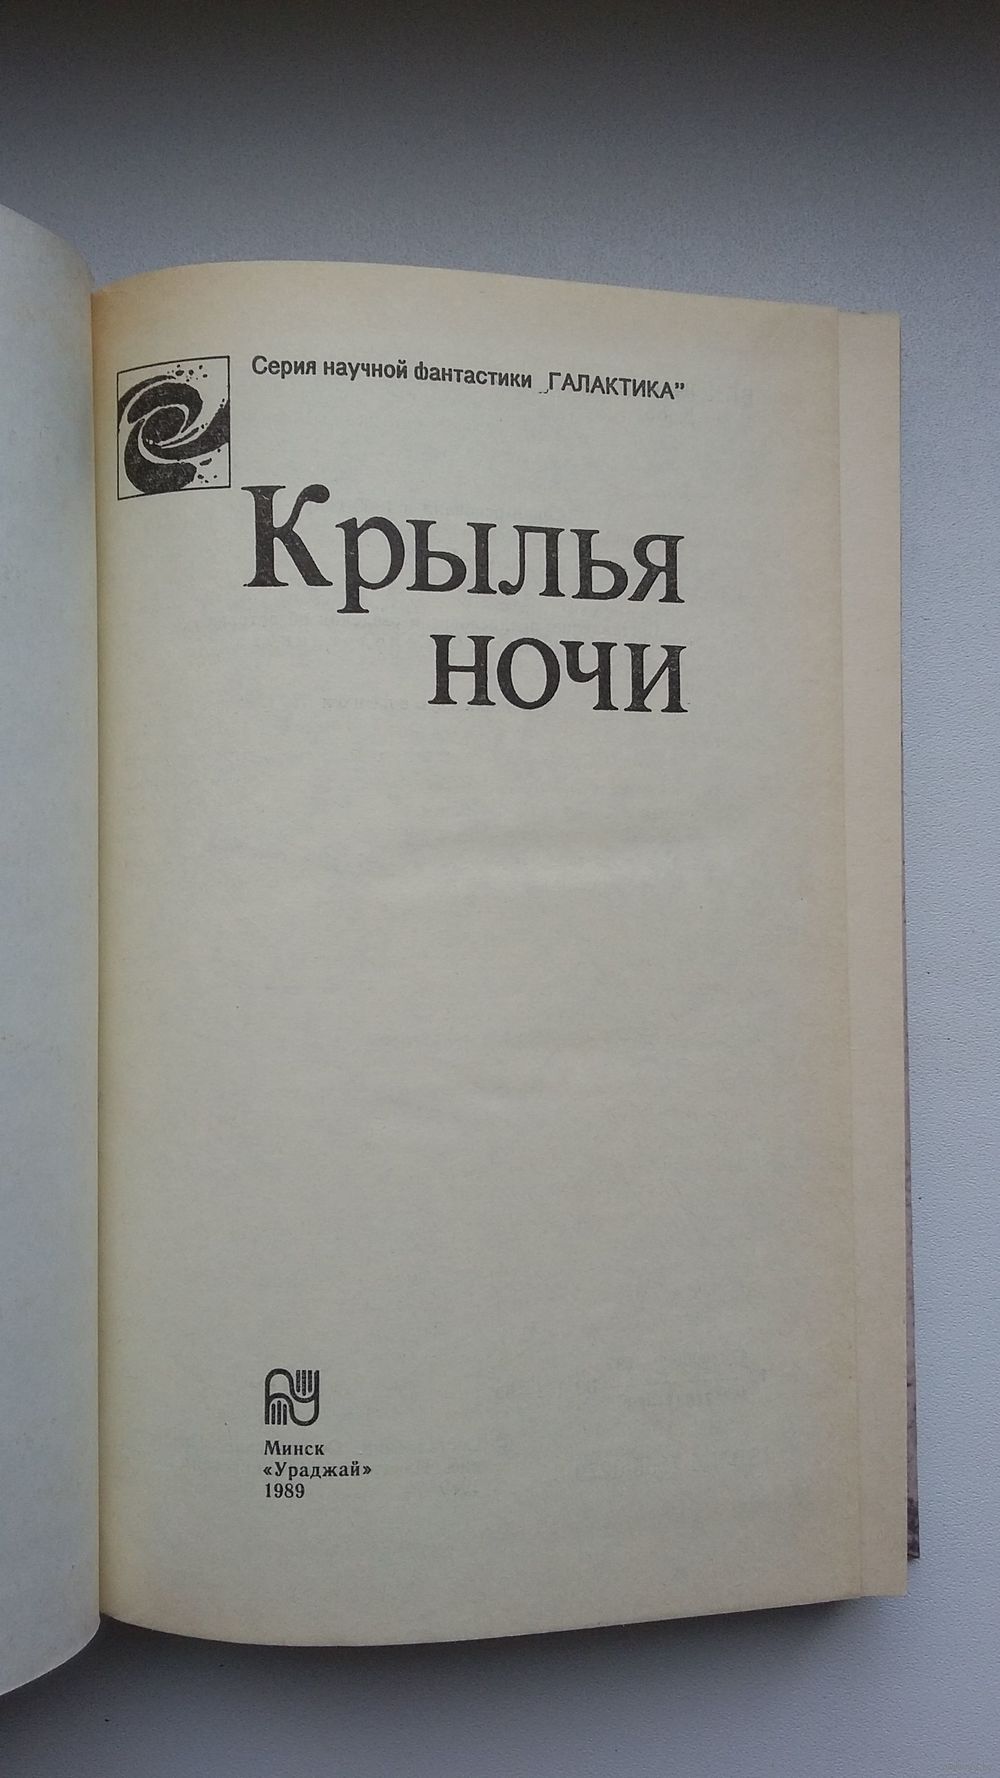 Серия научной фантастики „ГАЛАКТИКА”
Крылья
ночи
Минск
«Ураджай»
1989